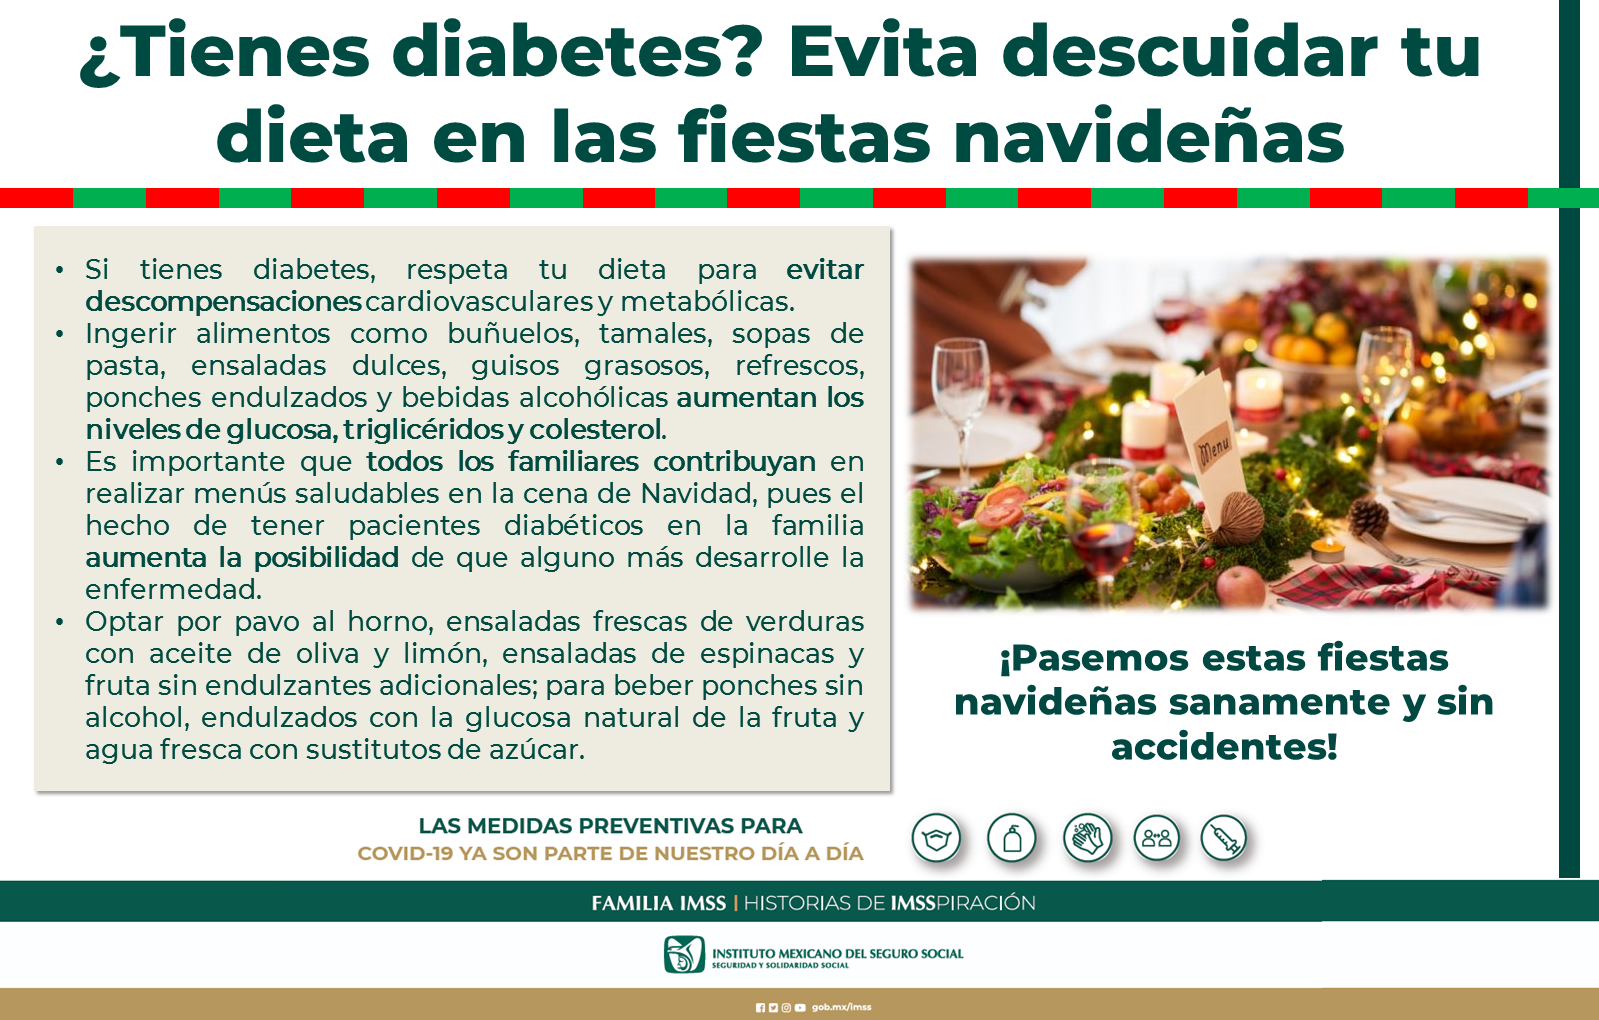 ¿Tienes diabetes? Evita descuidar tu
dieta en las fiestas navideñas
• Si tienes diabetes, respeta tu dieta para evitar
descompensaciones cardiovasculares y metabólicas.
• Ingerir alimentos como buñuelos, tamales, sopas de
pasta, ensaladas dulces, guisos grasosos, refrescos,
ponches endulzados y bebidas alcohólicas aumentan los
niveles de glucosa, triglicéridos y colesterol.
• Es importante que todos los familiares contribuyan en
realizar menús saludables en la cena de Navidad, pues el
hecho de tener pacientes diabéticos en la familia
aumenta la posibilidad de que alguno más desarrolle la
enfermedad.
• Optar por pavo al horno, ensaladas frescas de verduras
con aceite de oliva y limón, ensaladas de espinacas y
fruta sin endulzantes adicionales; para beber ponches sin
alcohol, endulzados con la glucosa natural de la fruta y
agua fresca con sustitutos de azúcar.
Menu
¡Pasemos estas fiestas
navideñas sanamente y sin
accidentes!
LAS MEDIDAS PREVENTIVAS PARA
COVID-19 YA SON PARTE DE NUESTRO DÍA A DÍA
FAMILIA IMSS | HISTORIAS DE IMSSPIRACIÓN
INSTITUTO MEXICANO DEL SEGURO SOCIAL
SEGURIDAD Y SOLIDARIDAD SOCIAL
gob.mx/imss